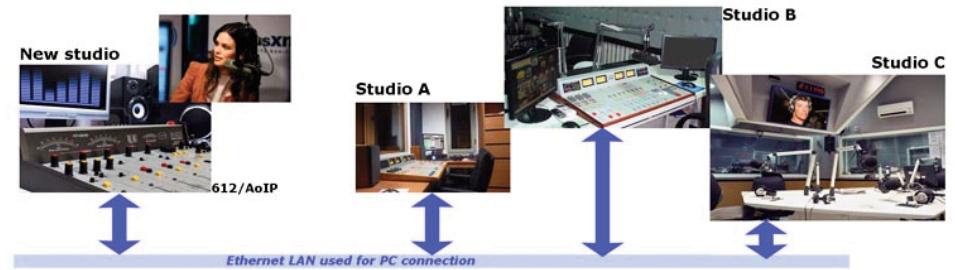 Studio B
New studio
Studio C
Studio A
612/AoIP
Ethernet LAN used for PC connection